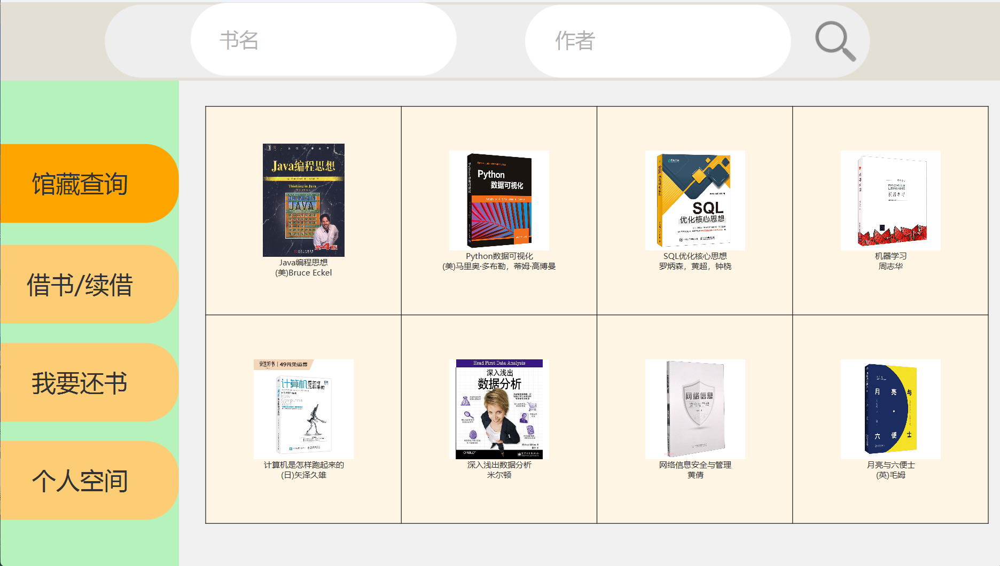 书名
作者
馆藏查询
借书/续借
我要还书
个人空间
Java编程思想
Thinking in Java
THINKING IN
JAVA
第4版
Java编程思想
(美)Bruce Eckel
Python
数据可视化
Python数据可视化
(美)马里奥·多布勒，蒂姆·高博曼
SQL
优化核心思想
SQL优化核心思想
罗炳森，黄超，钟桡
MACHINE
LEARNING
机器学习
机器学习
周志华
京选好书 | 49元免运费
计算机是怎样
跑起来的
How
Computers
Work
计算机是怎样跑起来的
(日)矢泽久雄
Head First Data Analysis
深入浅出
数据分析
O'REILLY
深入浅出数据分析
米尔顿
网络信息
安全与管理
网络信息安全与管理
黄倩
月亮与
六便士
月亮与六便士
(英)毛姆